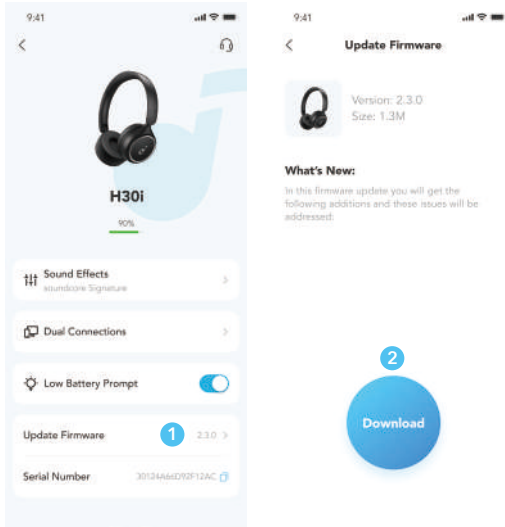 9:41
H30i
90%
Sound Effects
soundcore Signature
Dual Connections
Low Battery Prompt
Update Firmware 1 2.3.0
Serial Number 30124A66D92F12AC
9:41
Update Firmware
Version: 2.3.0
Size: 1.3M
What's New:
In this firmware update you will get the
following additions and these issues will be
addressed:
2
Download